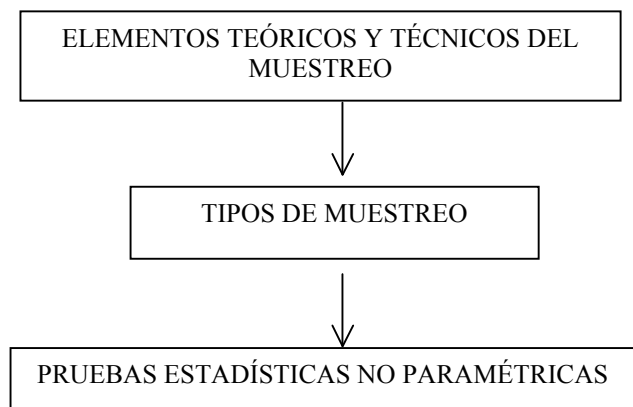 ELEMENTOS TEÓRICOS Y TÉCNICOS DEL
MUESTREO
TIPOS DE MUESTREO
PRUEBAS ESTADÍSTICAS NO PARAMÉTRICAS